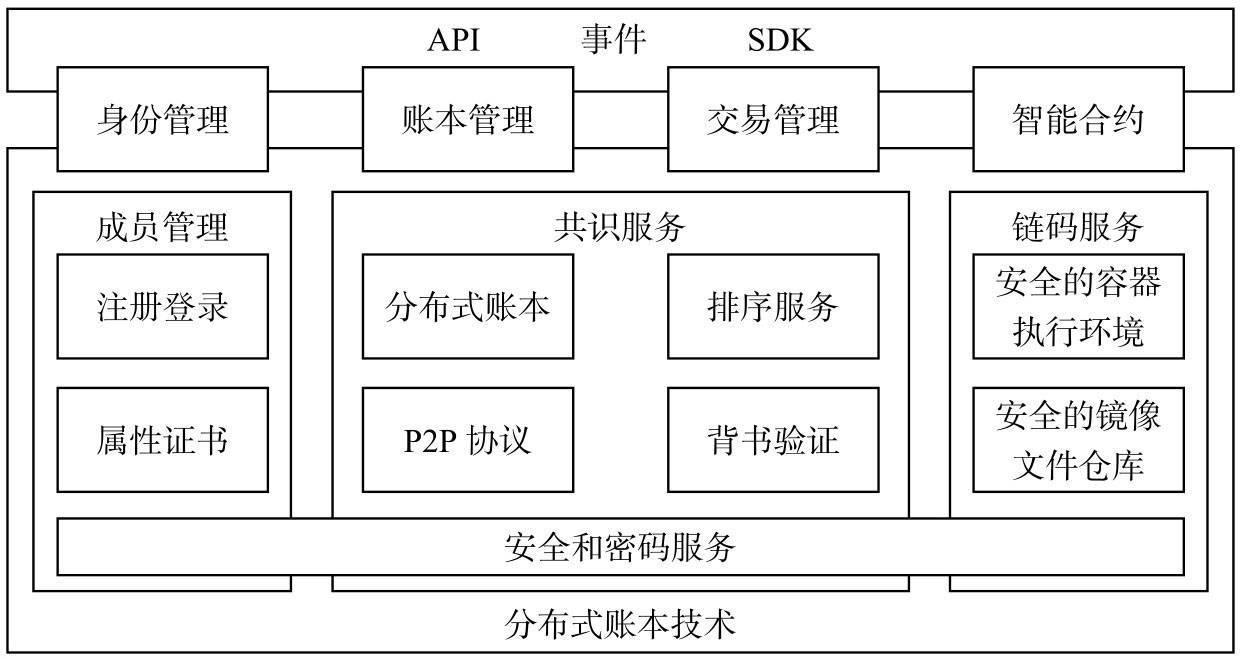 API 事件 SDK
身份管理 账本管理 交易管理 智能合约
成员管理 共识服务 链码服务
注册登录 分布式账本 排序服务 安全的容器
执行环境
属性证书 P2P 协议 背书验证 安全的镜像
文件仓库
安全和密码服务
分布式账本技术